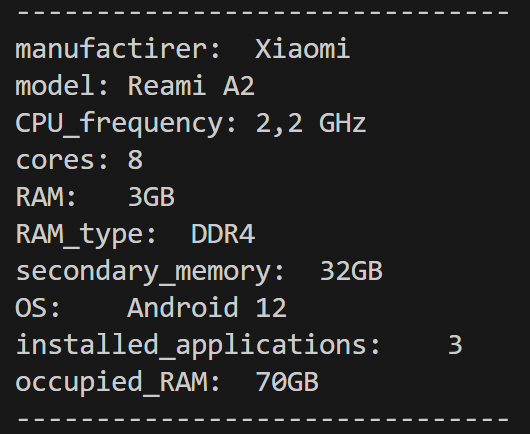 -------------------------------
manufactirer:  Xiaomi
model: Reami A2
CPU_frequency: 2,2 GHz
cores: 8
RAM:   3GB
RAM_type:  DDR4
secondary_memory:  32GB
OS:    Android 12
installed_applications:    3
occupied_RAM:  70GB
-------------------------------